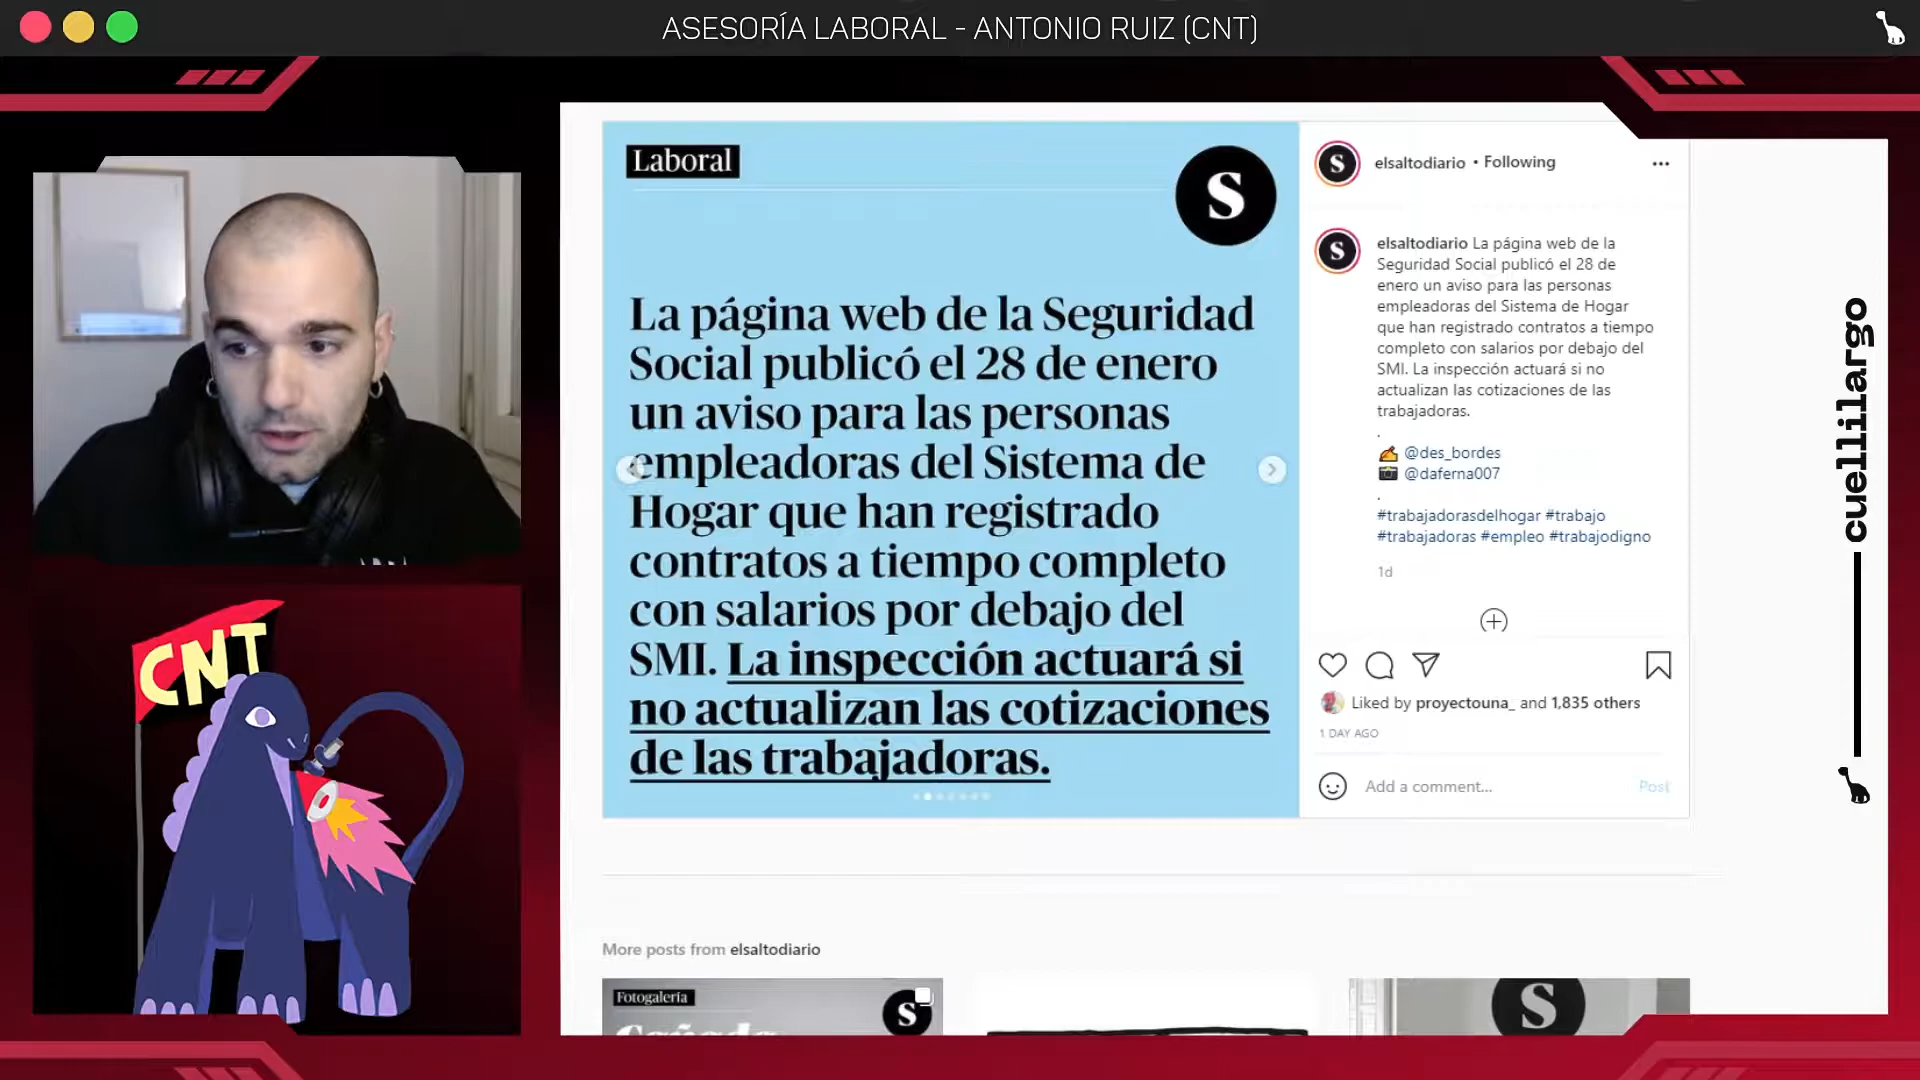 ASESORÍA LABORAL - ANTONIO RUIZ (CNT)
CNT
Laboral
S
La página web de la Seguridad
Social publicó el 28 de enero
un aviso para las personas
empleadoras del Sistema de
Hogar que han registrado
contratos a tiempo completo
con salarios por debajo del
SMI. La inspección actuará si
no actualizan las cotizaciones
de las trabajadoras.
S
elsaltodiario • Following
S
elsaltodiario La página web de la
Seguridad Social publicó el 28 de
enero un aviso para las personas
empleadoras del Sistema de Hogar
que han registrado contratos a tiempo
completo con salarios por debajo del
SMI. La inspección actuará si no
actualizan las cotizaciones de las
trabajadoras.
.
@des_bordes
@daferna007
.
#trabajadorasdelhogar #trabajo
#trabajadoras #empleo #trabajodigno
1d
Liked by proyectouna_ and 1,835 others
1 DAY AGO
Add a comment...
Post
More posts from elsaltodiario
Fotogalería
S
Cañada
S
cuellilargo